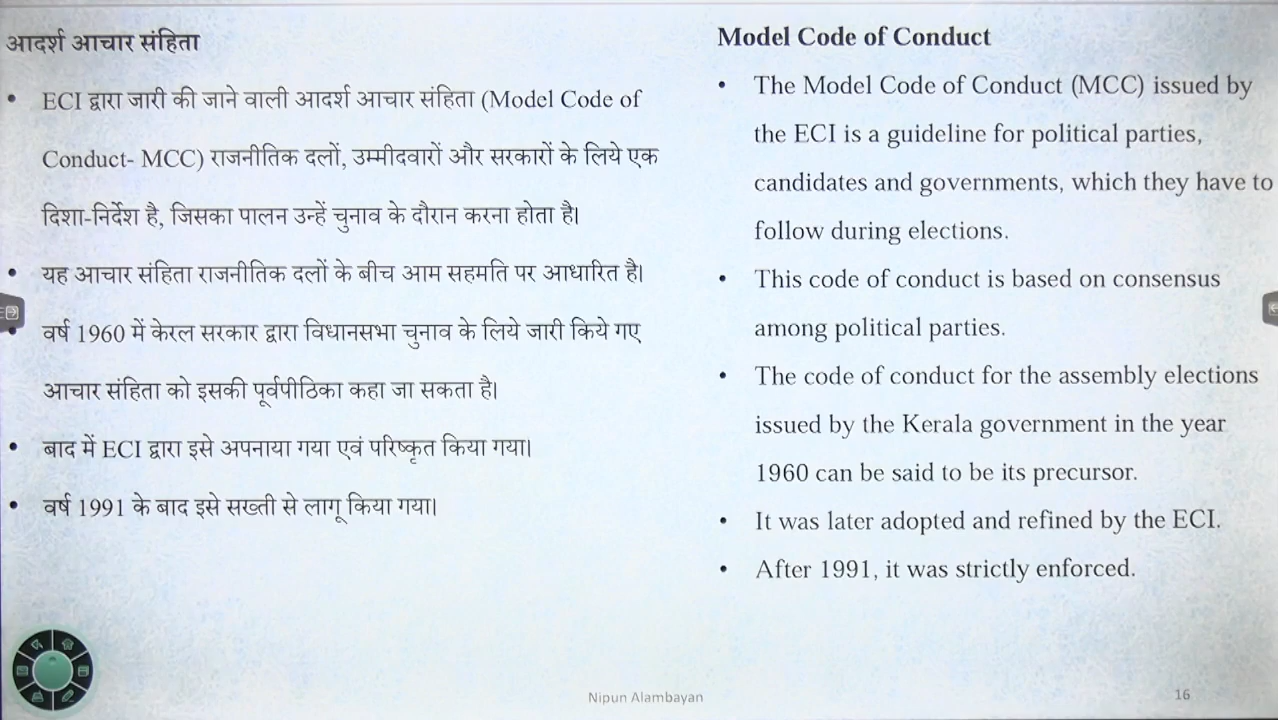 आदर्श आचार संहिता
• ECI द्वारा जारी की जाने वाली आदर्श आचार संहिता (Model Code of
Conduct- MCC) राजनीतिक दलों, उम्मीदवारों और सरकारों के लिये एक
दिशा-निर्देश है, जिसका पालन उन्हें चुनाव के दौरान करना होता है।
• यह आचार संहिता राजनीतिक दलों के बीच आम सहमति पर आधारित है।
• वर्ष 1960 में केरल सरकार द्वारा विधानसभा चुनाव के लिये जारी किये गए
आचार संहिता को इसकी पूर्वपीठिका कहा जा सकता है।
• बाद में ECI द्वारा इसे अपनाया गया एवं परिष्कृत किया गया।
• वर्ष 1991 के बाद इसे सख्ती से लागू किया गया।
Model Code of Conduct
• The Model Code of Conduct (MCC) issued by
the ECI is a guideline for political parties,
candidates and governments, which they have to
follow during elections.
• This code of conduct is based on consensus
among political parties.
• The code of conduct for the assembly elections
issued by the Kerala government in the year
1960 can be said to be its precursor.
• It was later adopted and refined by the ECI.
• After 1991, it was strictly enforced.
Nipun Alambayan
16